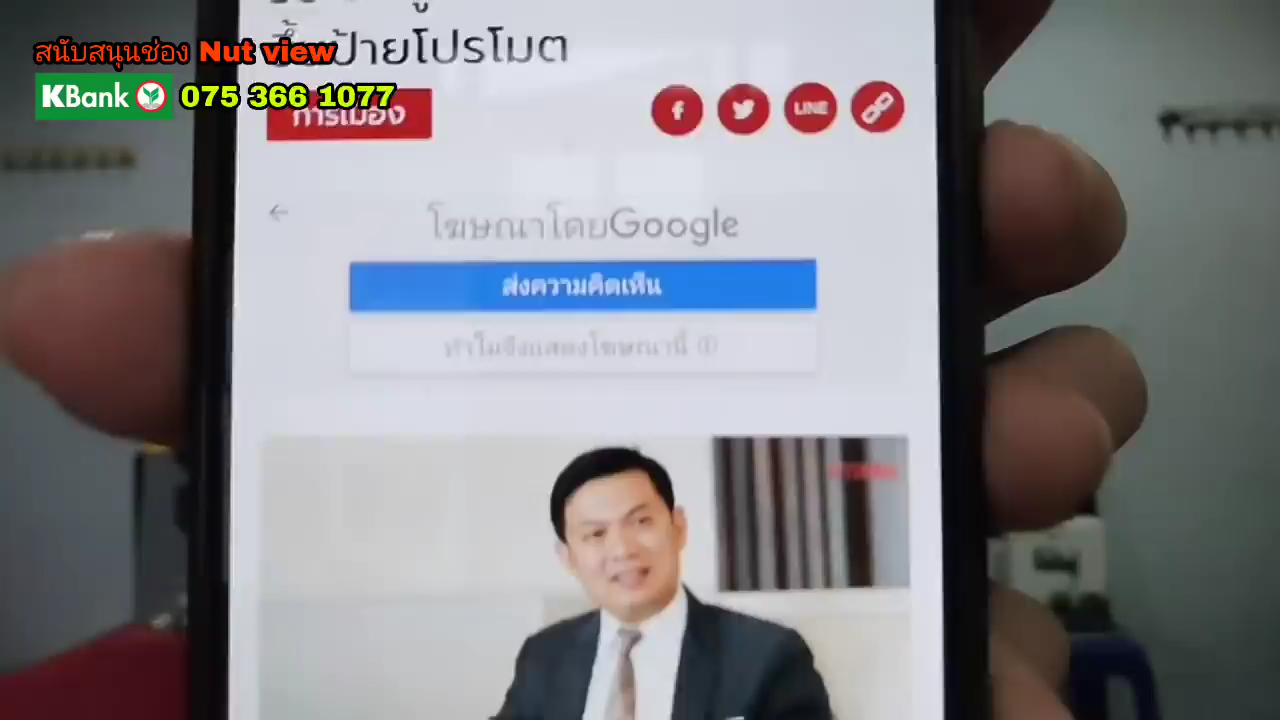 สนับสนุนช่อง Nut view
ป้ายโปรโมต
KBank 075 366 1077
การเมือง
f LINE
โฆษณาโดยGoogle
ส่งความคิดเห็น
ทำไมจึงแสดงโฆษณานี้